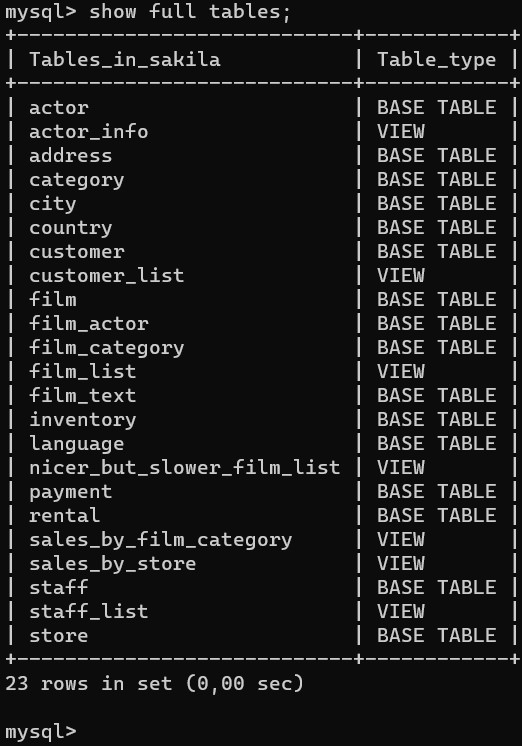 mysql> show full tables;
+----------------------------+------------+
| Tables_in_sakila           | Table_type |
+----------------------------+------------+
| actor                      | BASE TABLE |
| actor_info                 | VIEW       |
| address                    | BASE TABLE |
| category                   | BASE TABLE |
| city                       | BASE TABLE |
| country                    | BASE TABLE |
| customer                   | BASE TABLE |
| customer_list              | VIEW       |
| film                       | BASE TABLE |
| film_actor                 | BASE TABLE |
| film_category              | BASE TABLE |
| film_list                  | VIEW       |
| film_text                  | BASE TABLE |
| inventory                  | BASE TABLE |
| language                   | BASE TABLE |
| nicer_but_slower_film_list | VIEW       |
| payment                    | BASE TABLE |
| rental                     | BASE TABLE |
| sales_by_film_category     | VIEW       |
| sales_by_store             | VIEW       |
| staff                      | BASE TABLE |
| staff_list                 | VIEW       |
| store                      | BASE TABLE |
+----------------------------+------------+
23 rows in set (0,00 sec)
mysql>